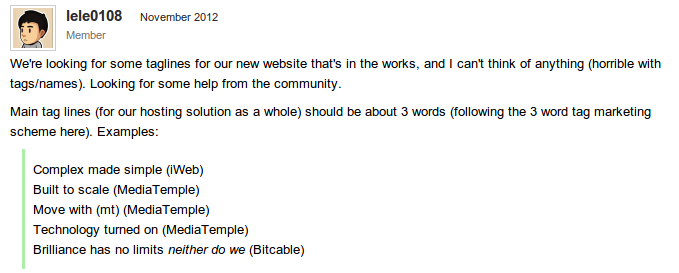 lele0108 November 2012
Member
We're looking for some taglines for our new website that's in the works, and I can't think of anything (horrible with
tags/names). Looking for some help from the community.
Main tag lines (for our hosting solution as a whole) should be about 3 words (following the 3 word tag marketing
scheme here). Examples:
Complex made simple (iWeb)
Built to scale (MediaTemple)
Move with (mt) (MediaTemple)
Technology turned on (MediaTemple)
Brilliance has no limits neither do we (Bitcable)